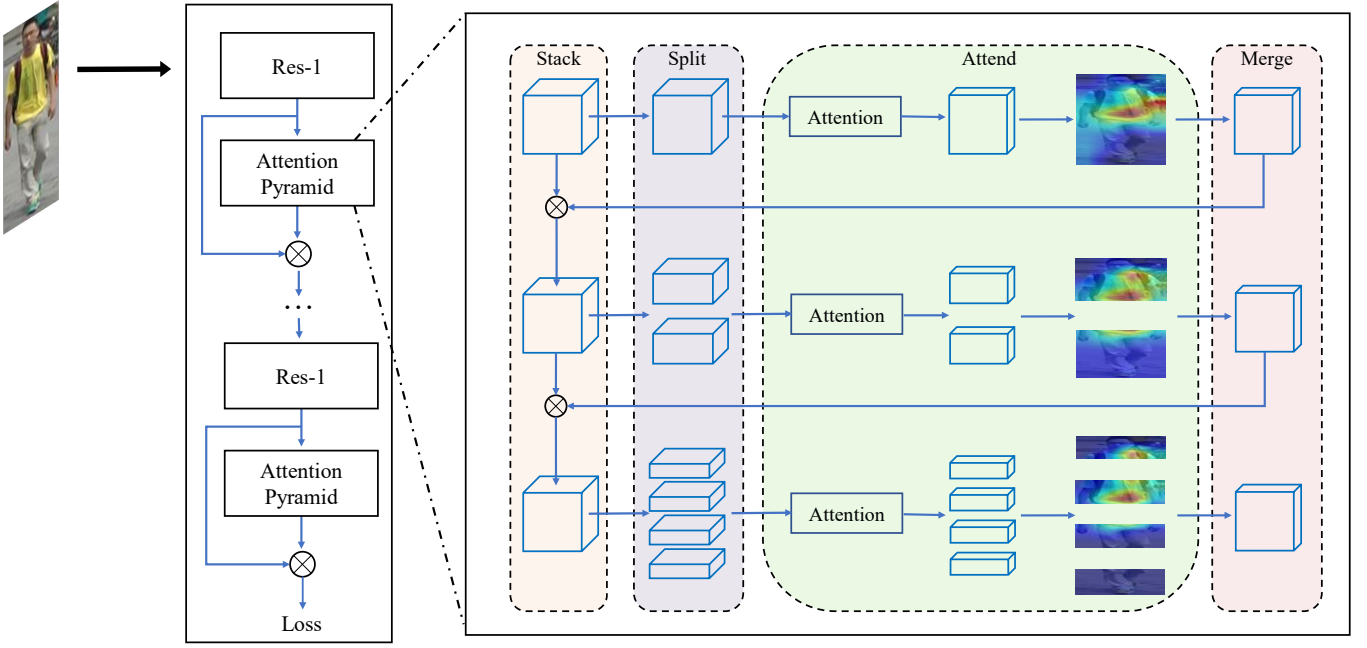 Res-1
Attention
Pyramid
...
Res-1
Attention
Pyramid
Loss
Stack
Split
Attend
Merge
Attention
Attention
Attention